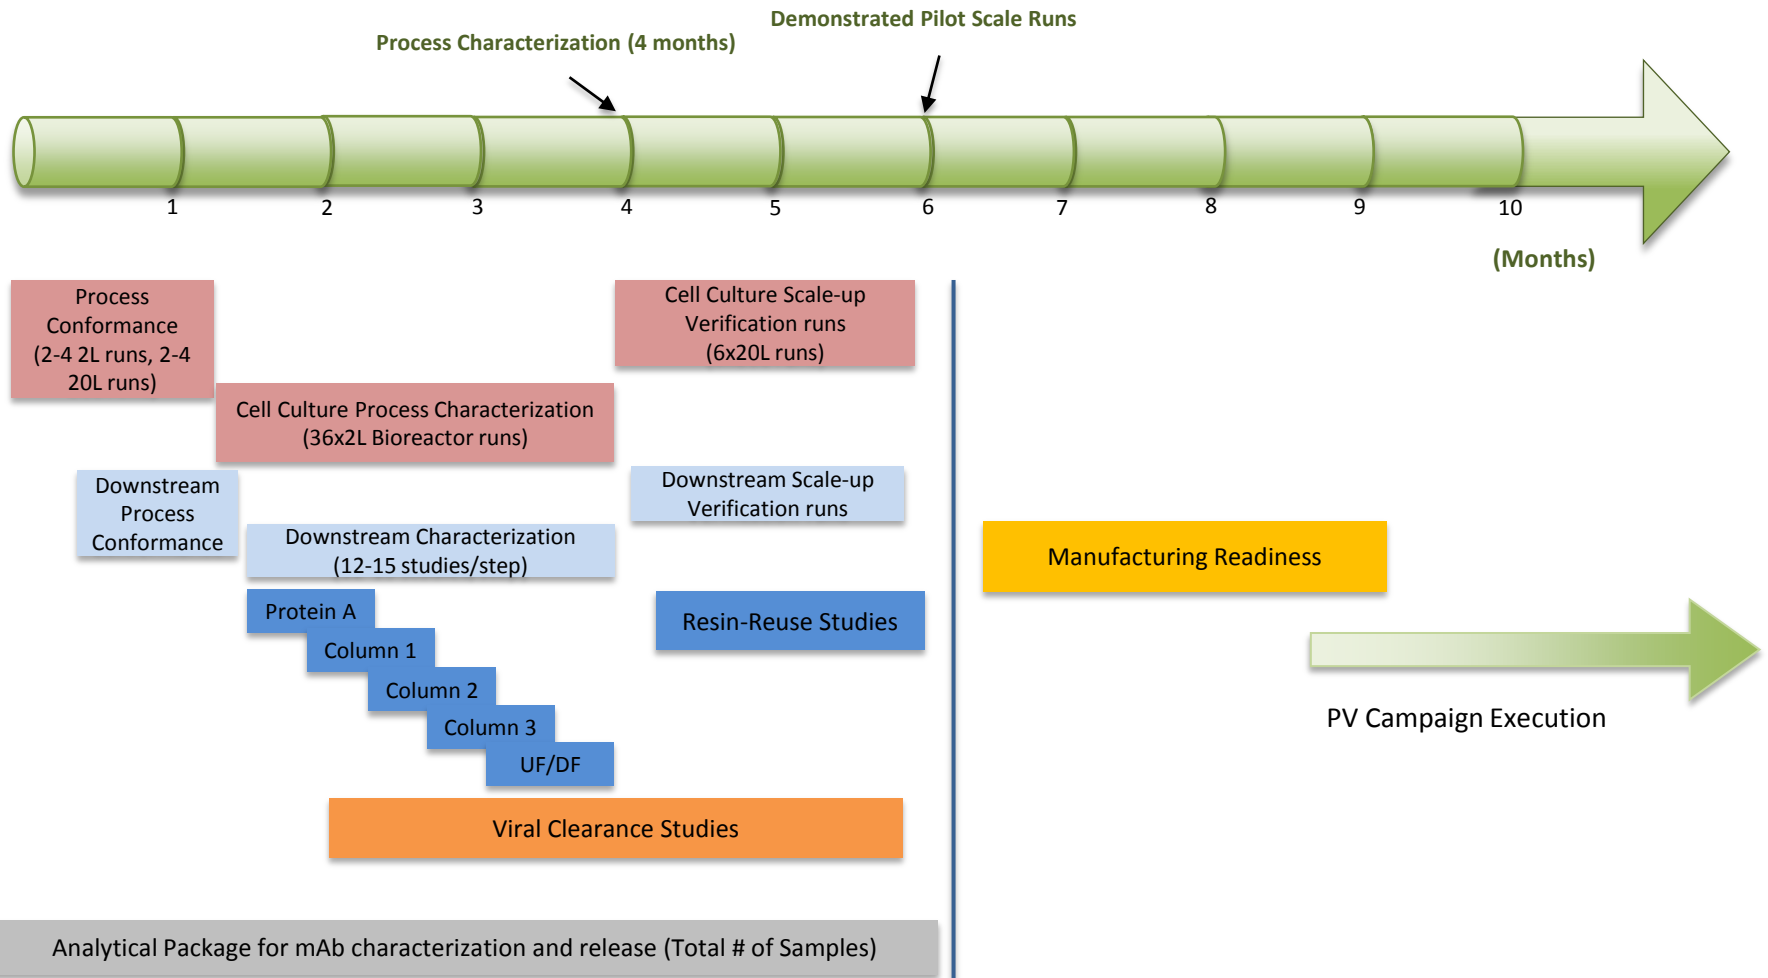 Demonstrated Pilot Scale Runs
Process Characterization (4 months)
1
2
3
4
5
6
7
8
9
10
(Months)
Process
Conformance
(2-4 2L runs, 2-4
20L runs)
Cell Culture Scale-up
Verification runs
(6x20L runs)
Cell Culture Process Characterization
(36x2L Bioreactor runs)
Downstream
Process
Conformance
Downstream Scale-up
Verification runs
Downstream Characterization
(12-15 studies/step)
Manufacturing Readiness
Protein A
Column 1
Column 2
Column 3
UF/DF
Resin-Reuse Studies
PV Campaign Execution
Viral Clearance Studies
Analytical Package for mAb characterization and release (Total # of Samples)